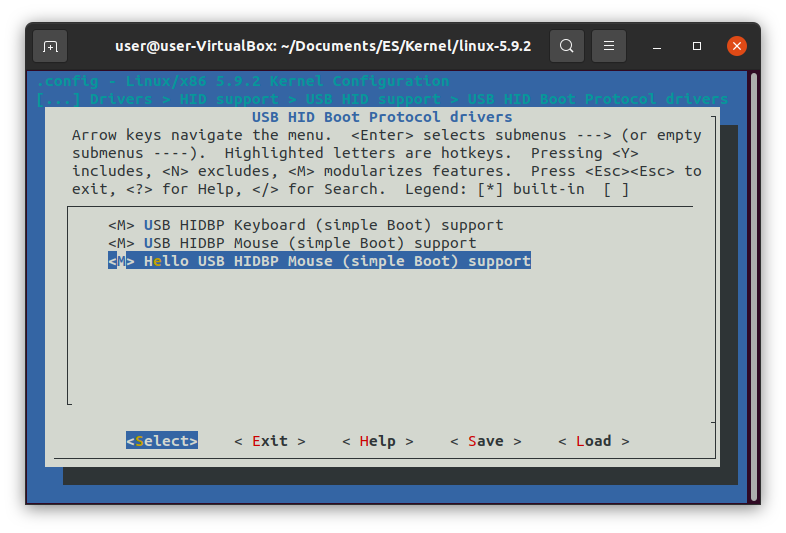 user@user-VirtualBox: ~/Documents/ES/Kernel/linux-5.9.2
.config - Linux/x86 5.9.2 Kernel Configuration
[...] Drivers > HID support > USB HID support > USB HID Boot Protocol drivers
USB HID Boot Protocol drivers
Arrow keys navigate the menu.  <Enter> selects submenus ---> (or empty
submenus ----).  Highlighted letters are hotkeys.  Pressing <Y>
includes, <N> excludes, <M> modularizes features.  Press <Esc><Esc> to
exit, <?> for Help, </> for Search.  Legend: [*] built-in  [ ]
<M> USB HIDBP Keyboard (simple Boot) support
<M> USB HIDBP Mouse (simple Boot) support
<M> Hello USB HIDBP Mouse (simple Boot) support
<Select>    < Exit >    < Help >    < Save >    < Load >